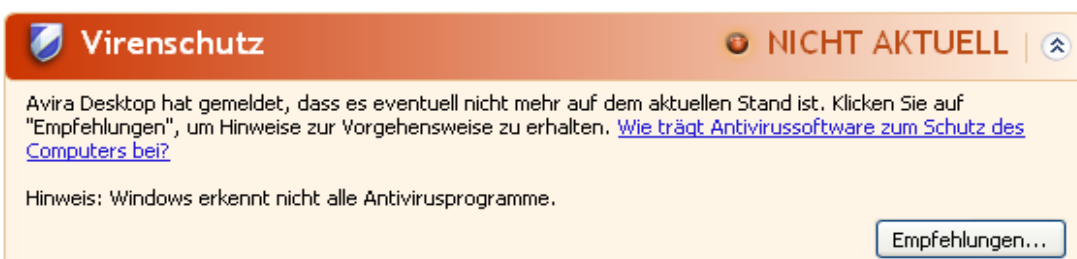 Virenschutz
NICHT AKTUELL
Avira Desktop hat gemeldet, dass es eventuell nicht mehr auf dem aktuellen Stand ist. Klicken Sie auf
"Empfehlungen", um Hinweise zur Vorgehensweise zu erhalten. Wie trägt Antivirussoftware zum Schutz des
Computers bei?
Hinweis: Windows erkennt nicht alle Antivirusprogramme.
Empfehlungen...